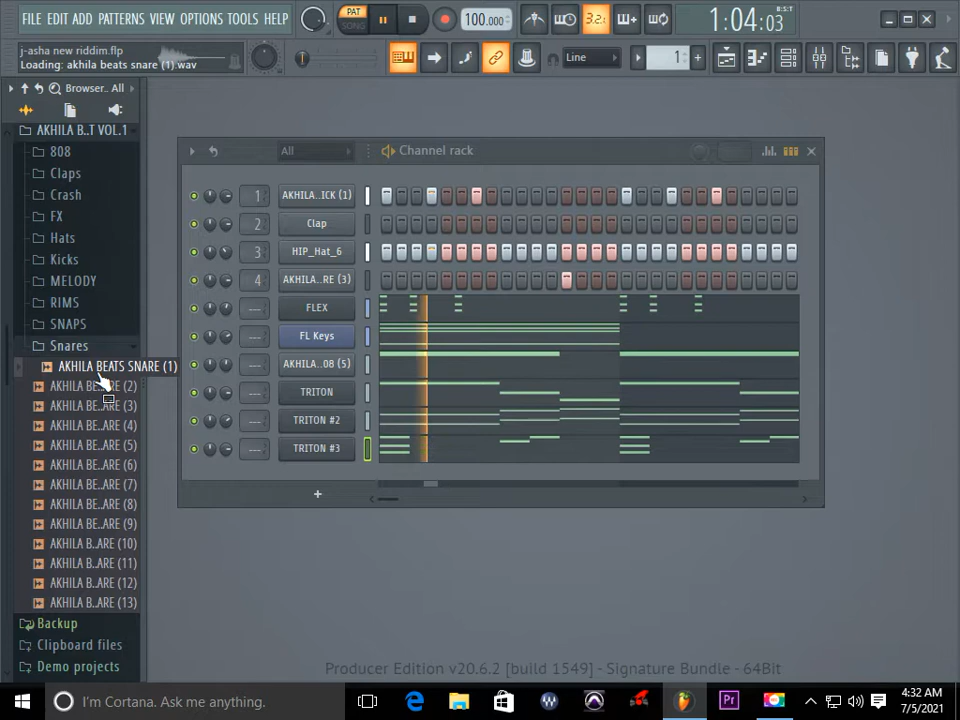 FILE EDIT ADD PATTERNS VIEW OPTIONS TOOLS HELP
PAT
SONG
100.000
3.2.
1:04:03
B:S:T
j-asha new riddim.flp
Loading: akhila beats snare (1).wav
Line
1
Browser.. All
AKHILA B..T VOL.1
808
Claps
Crash
FX
Hats
Kicks
MELODY
RIMS
SNAPS
Snares
AKHILA BEATS SNARE (1)
AKHILA BE..ARE (2)
AKHILA BE..ARE (3)
AKHILA BE..ARE (4)
AKHILA BE..ARE (5)
AKHILA BE..ARE (6)
AKHILA BE..ARE (7)
AKHILA BE..ARE (8)
AKHILA BE..ARE (9)
AKHILA B..ARE (10)
AKHILA B..ARE (11)
AKHILA B..ARE (12)
AKHILA B..ARE (13)
Backup
Clipboard files
Demo projects
All
Channel rack
1 AKHILA..ICK (1)
2 Clap
3 HIP_Hat_6
4 AKHILA..RE (3)
--- FLEX
--- FL Keys
--- AKHILA..08 (5)
--- TRITON
--- TRITON #2
--- TRITON #3
+
Producer Edition v20.6.2 [build 1549] - Signature Bundle - 64Bit
I'm Cortana. Ask me anything.
Pr
4:32 AM
7/5/2021